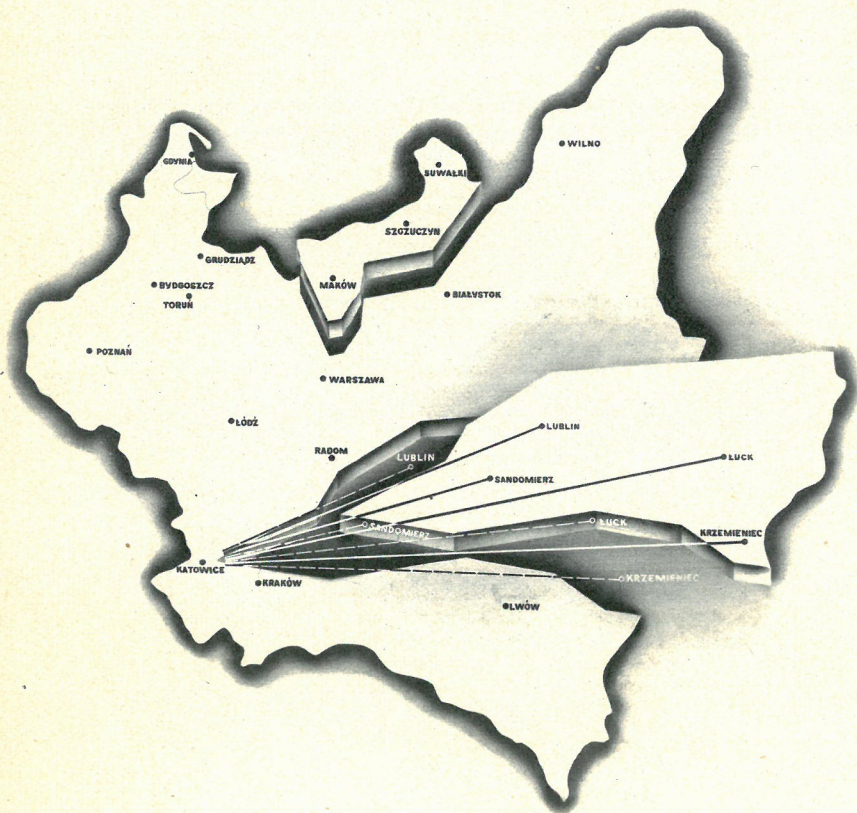 WILNO
GDYNIA
SUWAŁKI
SZCZUCZYN
GRUDZIĄDZ
MAKÓW
BYDGOSZCZ
BIAŁYSTOK
TORUŃ
POZNAŃ
WARSZAWA
ŁÓDŹ
LUBLIN
RADOM
LUBLIN
ŁUCK
SANDOMIERZ
SANDOMIERZ
ŁUCK
KRZEMIENIEC
KATOWICE
KRAKÓW
KRZEMIENIEC
LWÓW